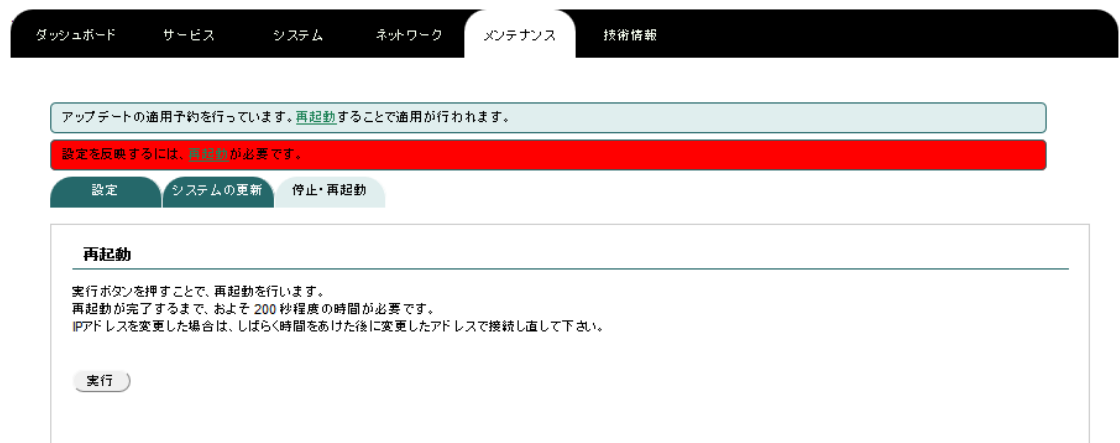 ダッシュボード サービス システム ネットワーク メンテナンス 技術情報
アップデートの適用予約を行っています。再起動することで適用が行われます。
設定を反映するには、再起動が必要です。
設定 システムの更新 停止・再起動
再起動
実行ボタンを押すことで、再起動を行います。
再起動が完了するまで、およそ 200 秒程度の時間が必要です。
IPアドレスを変更した場合は、しばらく時間をあけた後に変更したアドレスで接続し直して下さい。
実行